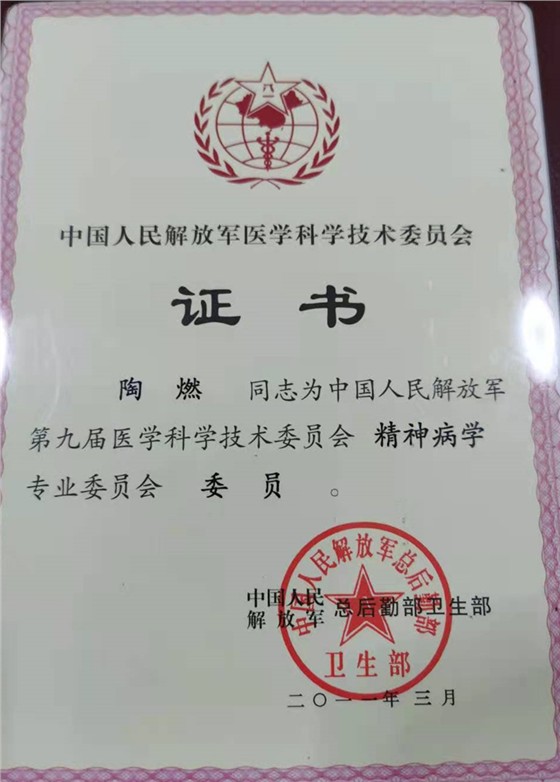 八一
中国人民解放军医学科学技术委员会
证书
陶燃 同志为中国人民解放军
第九届医学科学技术委员会 精神病学
专业委员会 委员 。
中国人民解放军总后勤部
中国人民
解放军 总后勤部卫生部
卫生部
二〇一一年三月